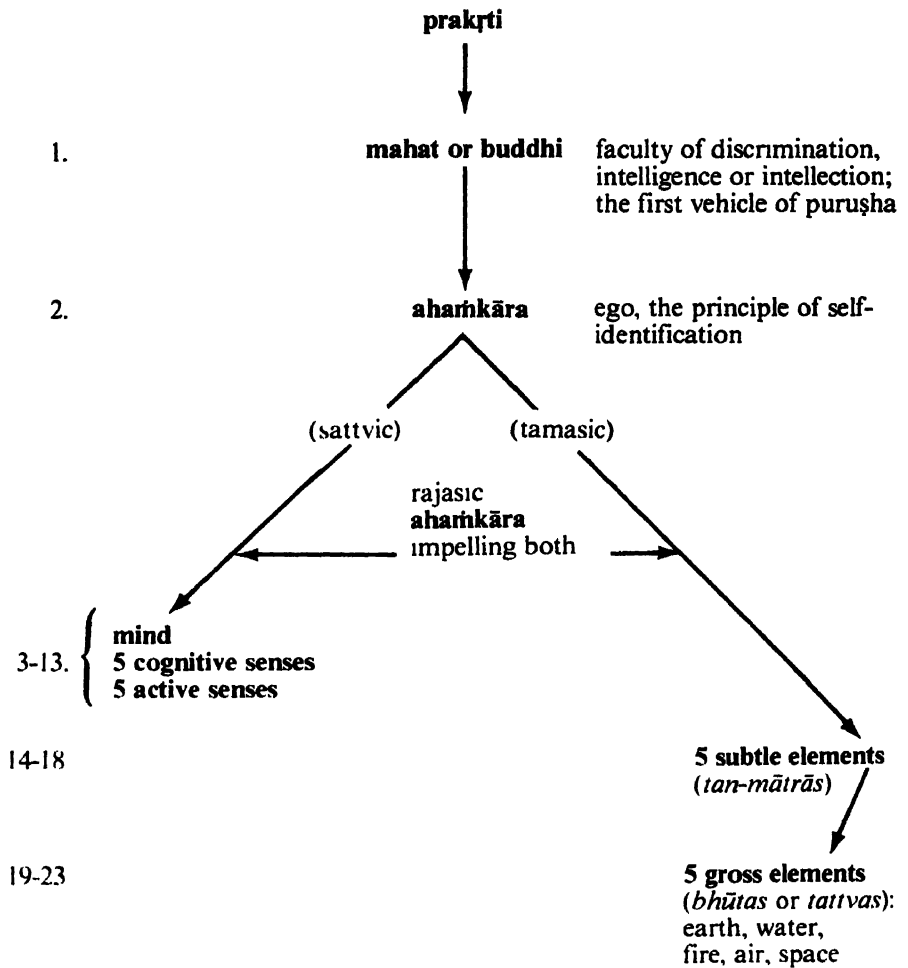 prakṛti
1. mahat or buddhi faculty of discrimination,
intelligence or intellection;
the first vehicle of puruṣha
2. ahaṁkāra ego, the principle of self-
identification
(sattvic) (tamasic)
rajasic
ahaṁkāra
impelling both
mind
3-13. 5 cognitive senses
5 active senses
14-18 5 subtle elements
(tan-mātrās)
19-23 5 gross elements
(bhūtas or tattvas):
earth, water,
fire, air, space